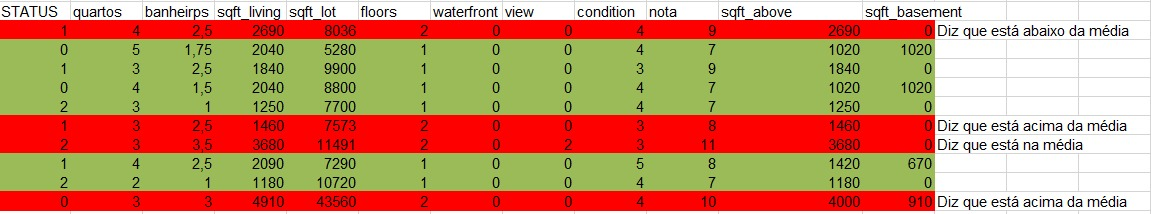 STATUS quartos banheirps sqft_living sqft_lot floors waterfront view condition nota sqft_above sqft_basement
1 4 2,5 2690 8036 2 0 0 4 9 2690 0 Diz que está abaixo da média
0 5 1,75 2040 5280 1 0 0 4 7 1020 1020
1 3 2,5 1840 9900 1 0 0 3 9 1840 0
0 4 1,5 2040 8800 1 0 0 4 7 1020 1020
2 3 1 1250 7700 1 0 0 4 7 1250 0
1 3 2,5 1460 7573 2 0 0 3 8 1460 0 Diz que está acima da média
2 3 3,5 3680 11491 2 0 2 3 11 3680 0 Diz que está na média
1 4 2,5 2090 7290 1 0 0 5 8 1420 670
2 2 1 1180 10720 1 0 0 4 7 1180 0
0 3 3 4910 43560 2 0 0 4 10 4000 910 Diz que está acima da média